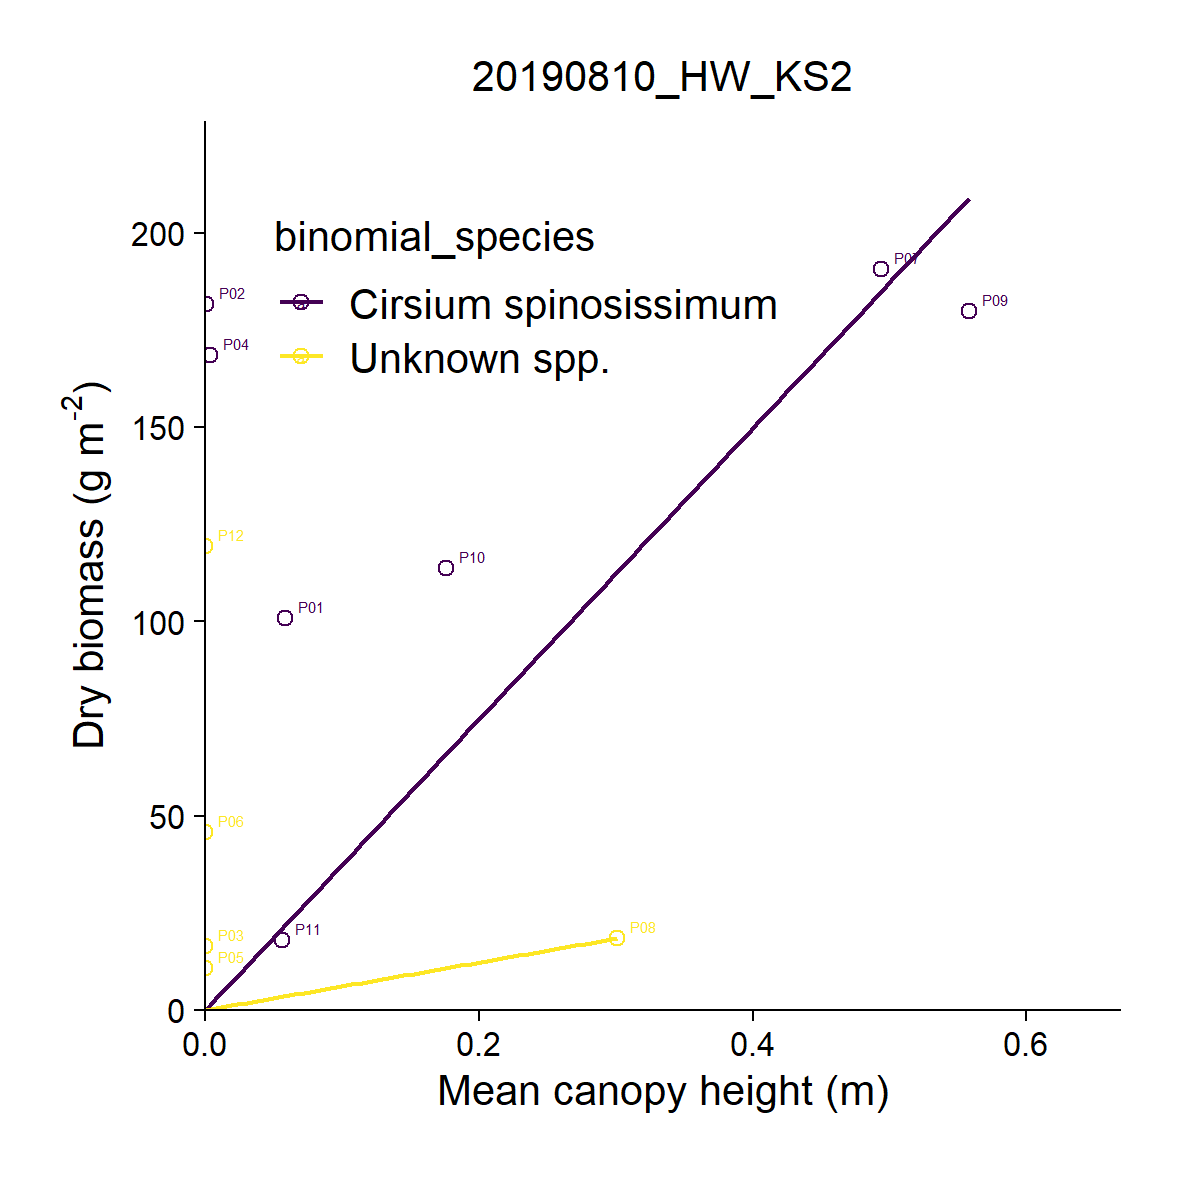 20190810_HW_KS2
binomial_species
Cirsium spinosissimum
Unknown spp.
Dry biomass (g m-2)
200
150
100
50
0
P02
P04
P07
P09
P12
P10
P01
P06
P03
P05
P11
P08
0.0 0.2 0.4 0.6
Mean canopy height (m)